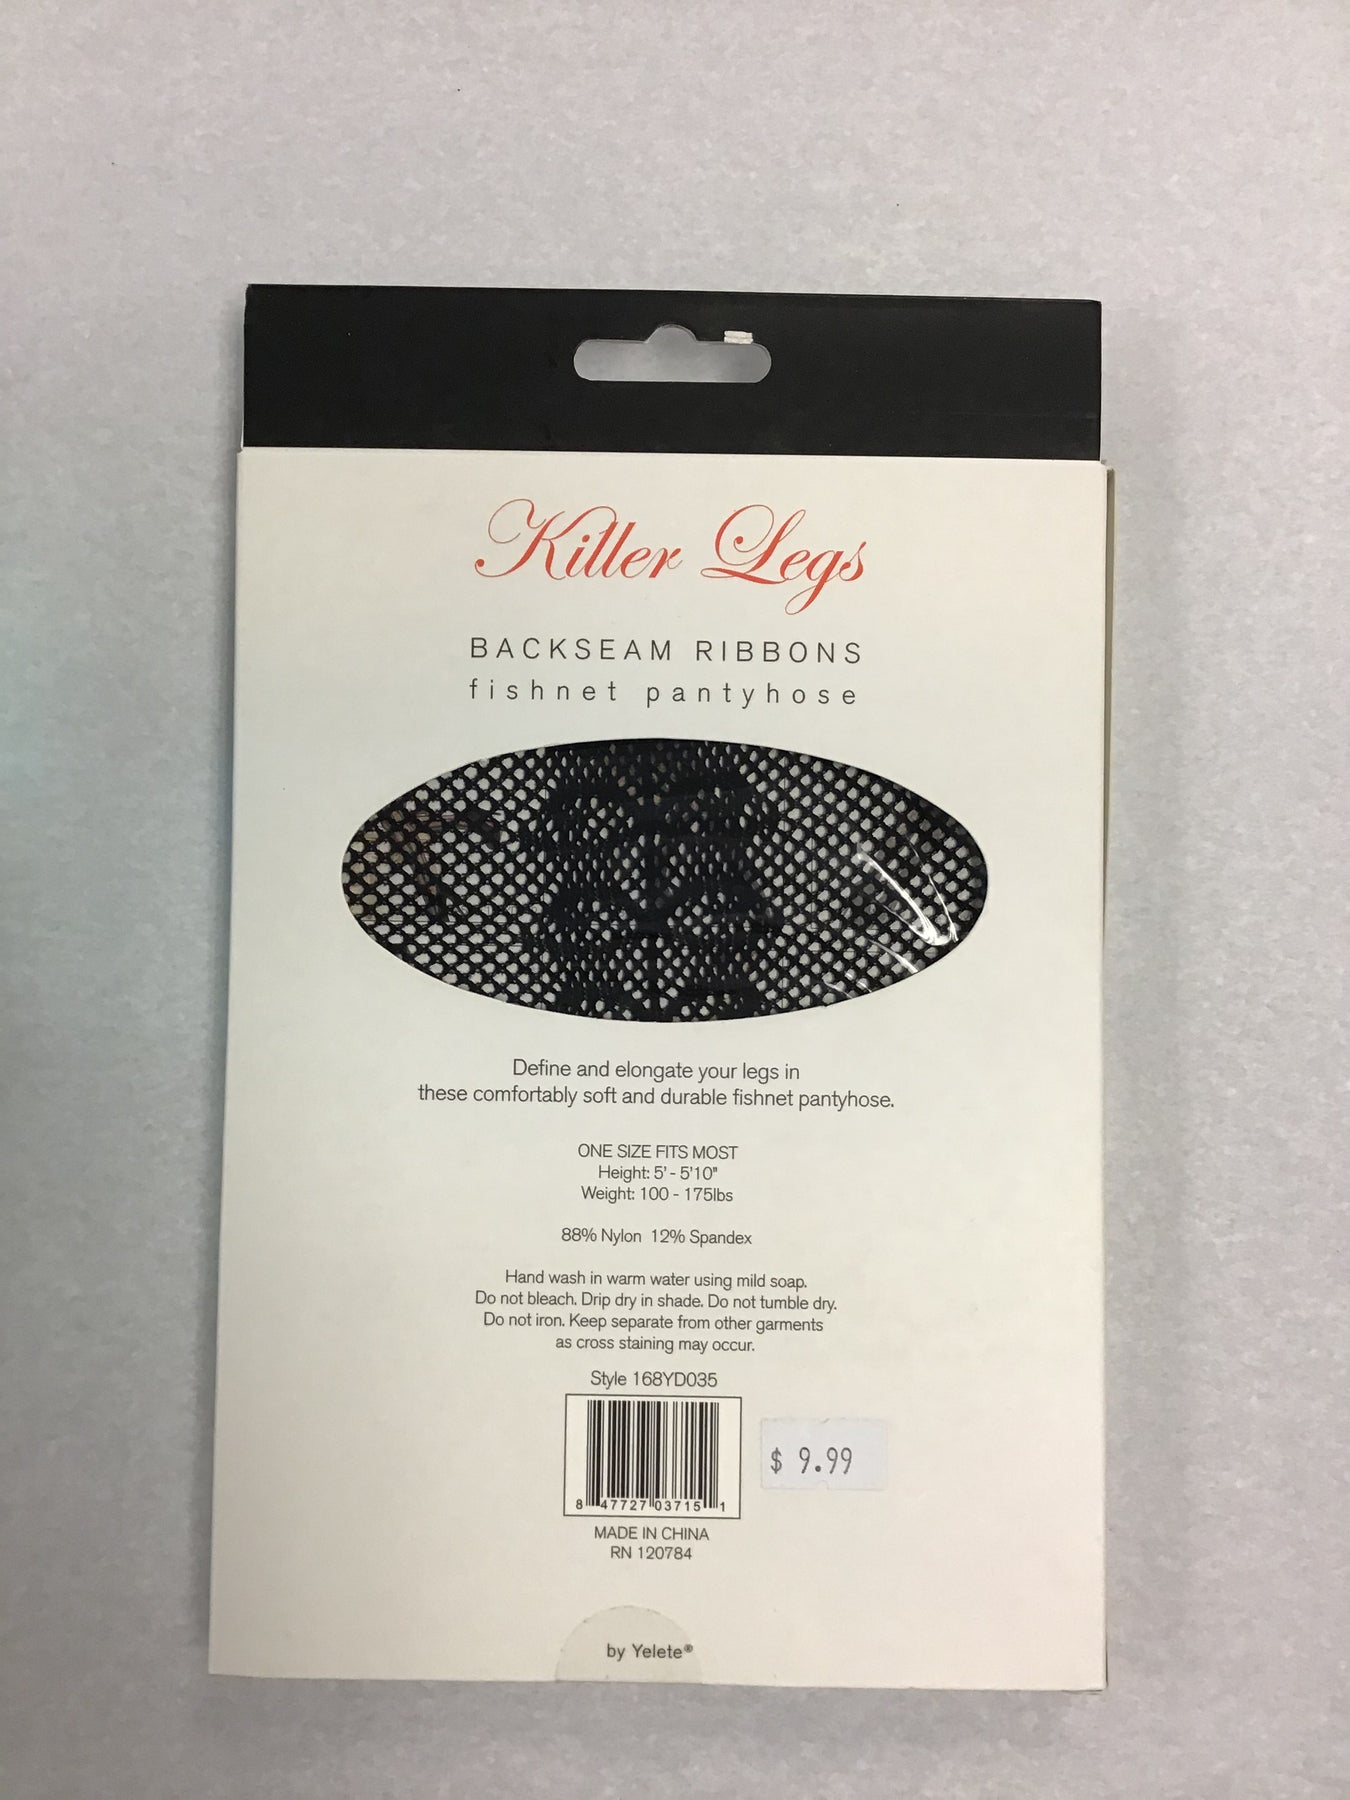 Killer Legs
BACKSEAM RIBBONS
fishnet pantyhose
Define and elongate your legs in
these comfortably soft and durable fishnet pantyhose.
ONE SIZE FITS MOST
Height: 5' - 5'10"
Weight: 100 - 175lbs
88% Nylon 12% Spandex
Hand wash in warm water using mild soap.
Do not bleach. Drip dry in shade. Do not tumble dry.
Do not iron. Keep separate from other garments
as cross staining may occur.
Style 168YD035
8 47727 03715 1
$ 9.99
MADE IN CHINA
RN 120784
by Yelete®